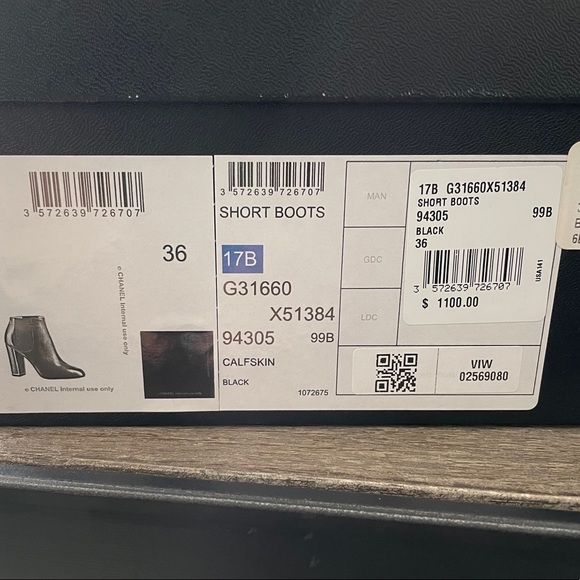 3 572639 726707
36
© CHANEL Internal use only
© CHANEL Internal use only
3 572639 726707
SHORT BOOTS
17B
G31660
X51384
94305 99B
CALFSKIN
BLACK
1072675
MAN
GDC
LDC
VIW
02569080
17B G31660X51384
SHORT BOOTS
94305 99B
BLACK
36
3 572639 726707
USA141
$ 1100.00